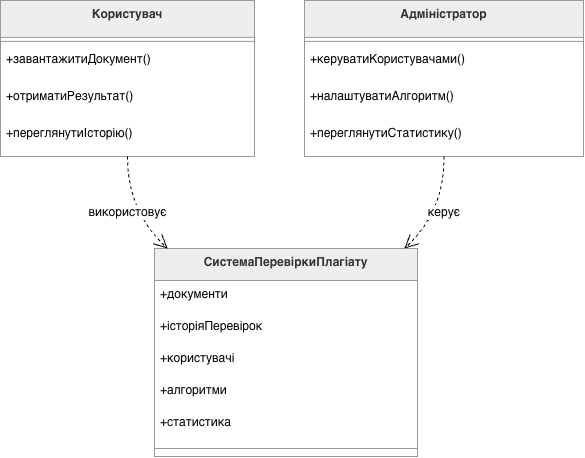 Користувач
+завантажитиДокумент()
+отриматиРезультат()
+переглянутиІсторію()
Адміністратор
+керуватиКористувачами()
+налаштуватиАлгоритм()
+переглянутиСтатистику()
використовує
керує
СистемаПеревіркиПлагіату
+документи
+історіяПеревірок
+користувачі
+алгоритми
+статистика